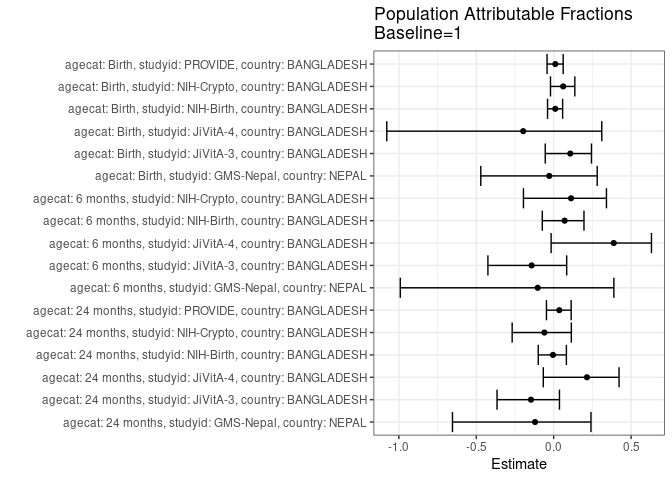 Population Attributable Fractions
Baseline=1
agecat: Birth, studyid: PROVIDE, country: BANGLADESH
agecat: Birth, studyid: NIH-Crypto, country: BANGLADESH
agecat: Birth, studyid: NIH-Birth, country: BANGLADESH
agecat: Birth, studyid: JiVitA-4, country: BANGLADESH
agecat: Birth, studyid: JiVitA-3, country: BANGLADESH
agecat: Birth, studyid: GMS-Nepal, country: NEPAL
agecat: 6 months, studyid: NIH-Crypto, country: BANGLADESH
agecat: 6 months, studyid: NIH-Birth, country: BANGLADESH
agecat: 6 months, studyid: JiVitA-4, country: BANGLADESH
agecat: 6 months, studyid: JiVitA-3, country: BANGLADESH
agecat: 6 months, studyid: GMS-Nepal, country: NEPAL
agecat: 24 months, studyid: PROVIDE, country: BANGLADESH
agecat: 24 months, studyid: NIH-Crypto, country: BANGLADESH
agecat: 24 months, studyid: NIH-Birth, country: BANGLADESH
agecat: 24 months, studyid: JiVitA-4, country: BANGLADESH
agecat: 24 months, studyid: JiVitA-3, country: BANGLADESH
agecat: 24 months, studyid: GMS-Nepal, country: NEPAL
-1.0 -0.5 0.0 0.5
Estimate